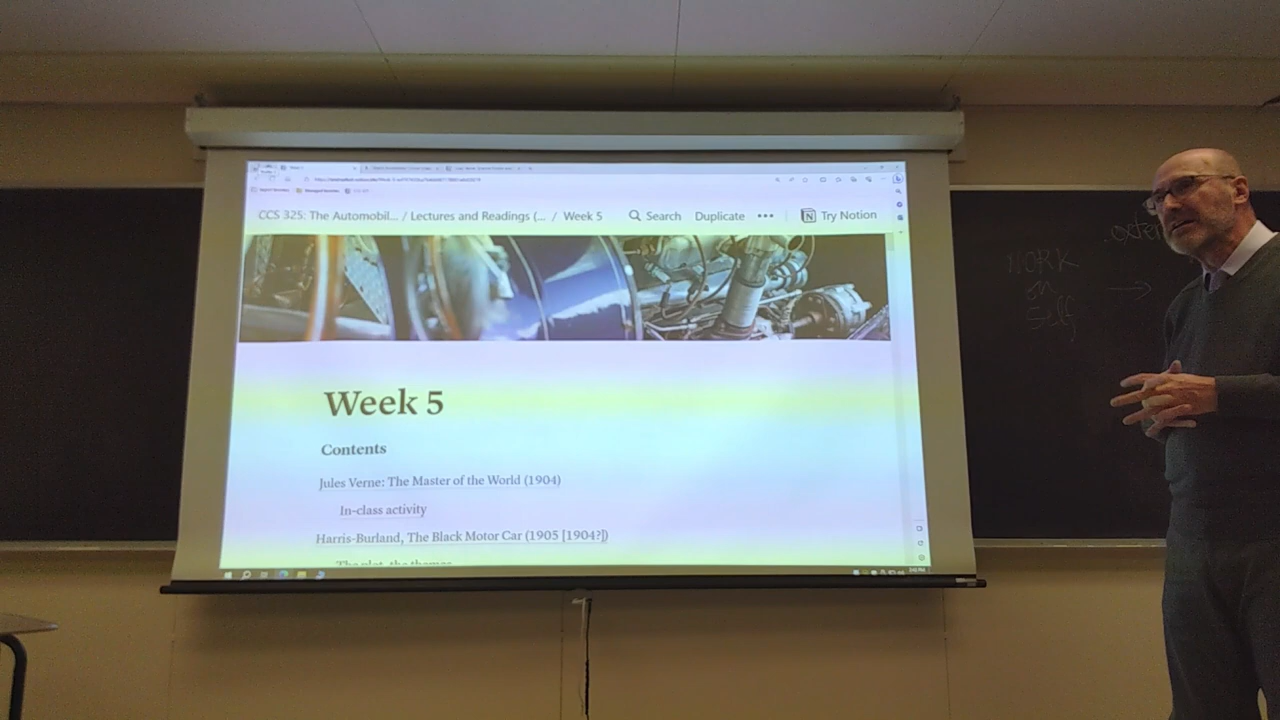 CCS 325: The Automobil... / Lectures and Readings (... / Week 5 Search Duplicate ••• Try Notion
Week 5
Contents
Jules Verne: The Master of the World (1904)
In-class activity
Harris-Burland, The Black Motor Car (1905 [1904?])
The plot, the themes
WORK
on
Self
→